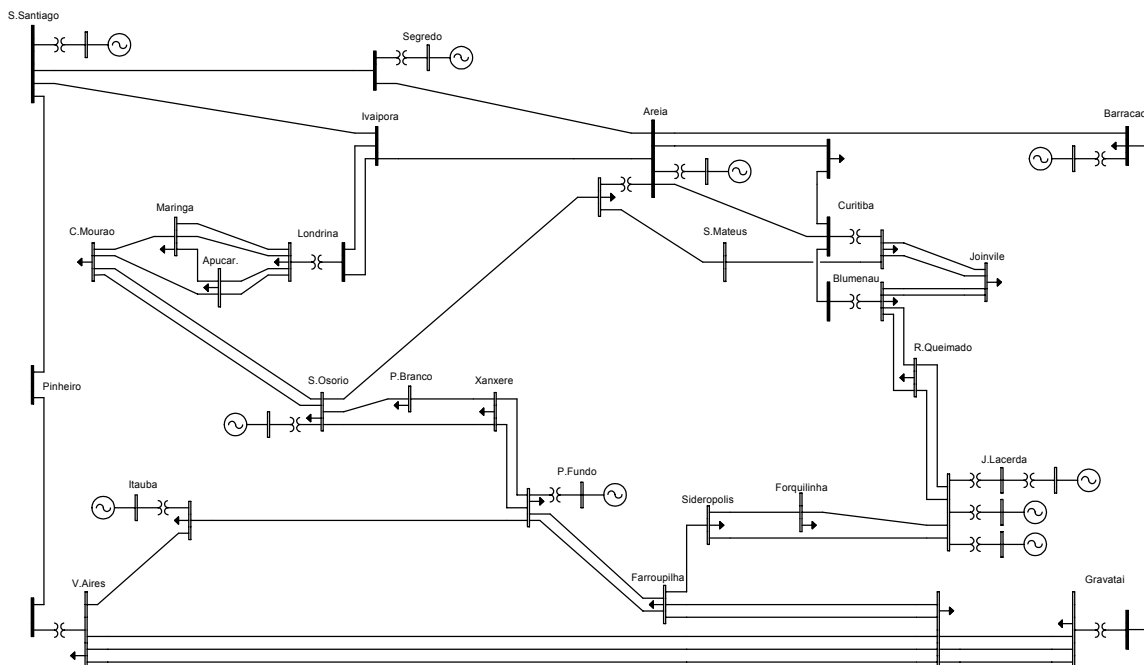 S.Santiago
Segredo
Ivaipora
Areia
Barracao
Maringa
C.Mourao
Londrina
Apucar.
S.Mateus
Curitiba
Joinvile
Blumenau
R.Queimado
Pinheiro
S.Osorio
P.Branco
Xanxere
Itauba
P.Fundo
J.Lacerda
Sideropolis
Forquilinha
V.Aires
Farroupilha
Gravatai